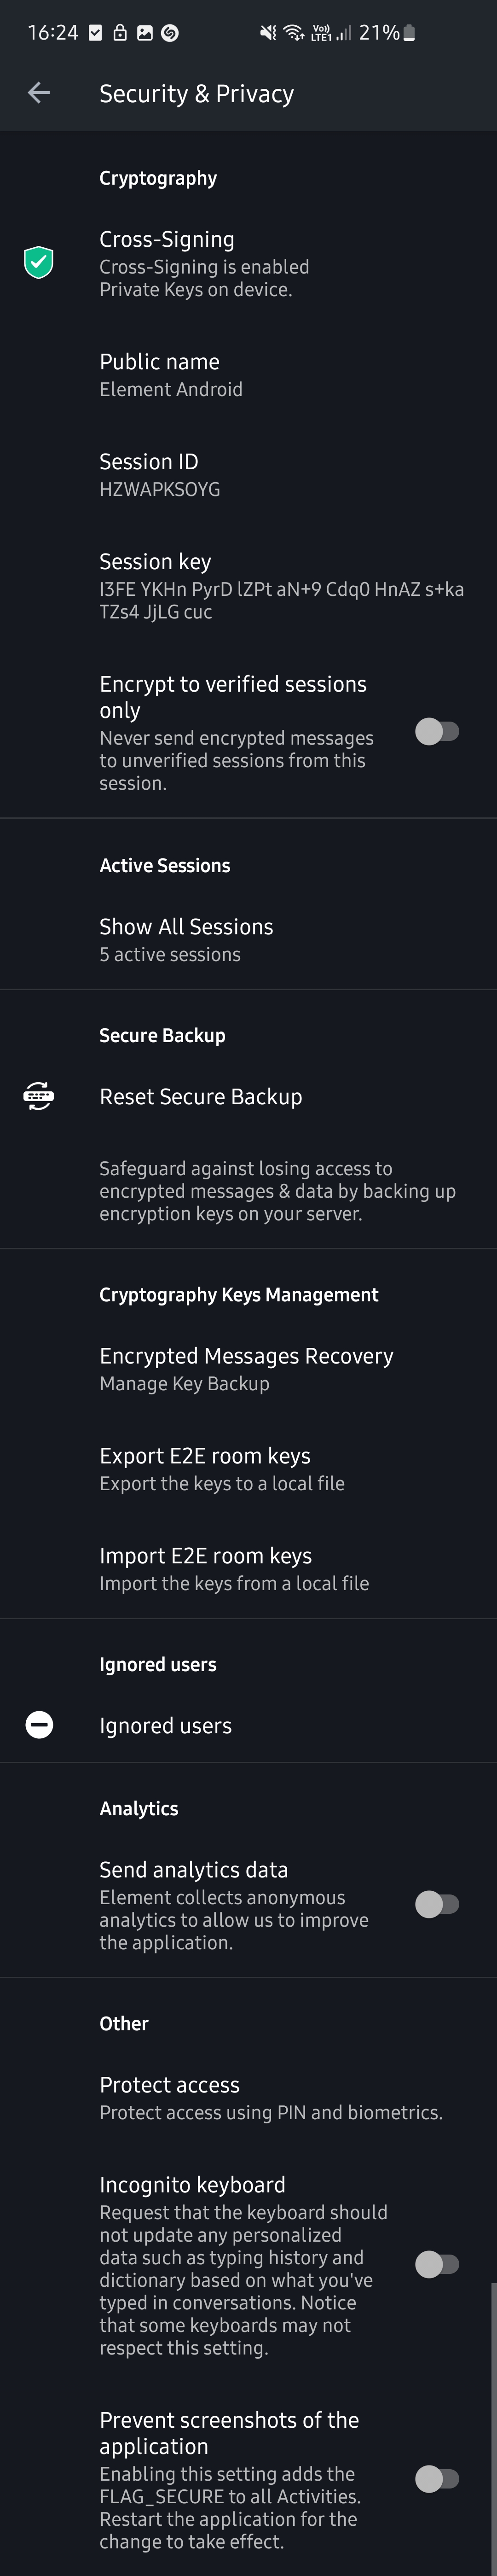 16:24
Vo))
LTE1
21%
Security & Privacy
Cryptography
Cross-Signing
Cross-Signing is enabled
Private Keys on device.
Public name
Element Android
Session ID
HZWAPKSOYG
Session key
I3FE YKHn PyrD lZPt aN+9 Cdq0 HnAZ s+ka
TZs4 JjLG cuc
Encrypt to verified sessions
only
Never send encrypted messages
to unverified sessions from this
session.
Active Sessions
Show All Sessions
5 active sessions
Secure Backup
Reset Secure Backup
Safeguard against losing access to
encrypted messages & data by backing up
encryption keys on your server.
Cryptography Keys Management
Encrypted Messages Recovery
Manage Key Backup
Export E2E room keys
Export the keys to a local file
Import E2E room keys
Import the keys from a local file
Ignored users
Ignored users
Analytics
Send analytics data
Element collects anonymous
analytics to allow us to improve
the application.
Other
Protect access
Protect access using PIN and biometrics.
Incognito keyboard
Request that the keyboard should
not update any personalized
data such as typing history and
dictionary based on what you've
typed in conversations. Notice
that some keyboards may not
respect this setting.
Prevent screenshots of the
application
Enabling this setting adds the
FLAG_SECURE to all Activities.
Restart the application for the
change to take effect.